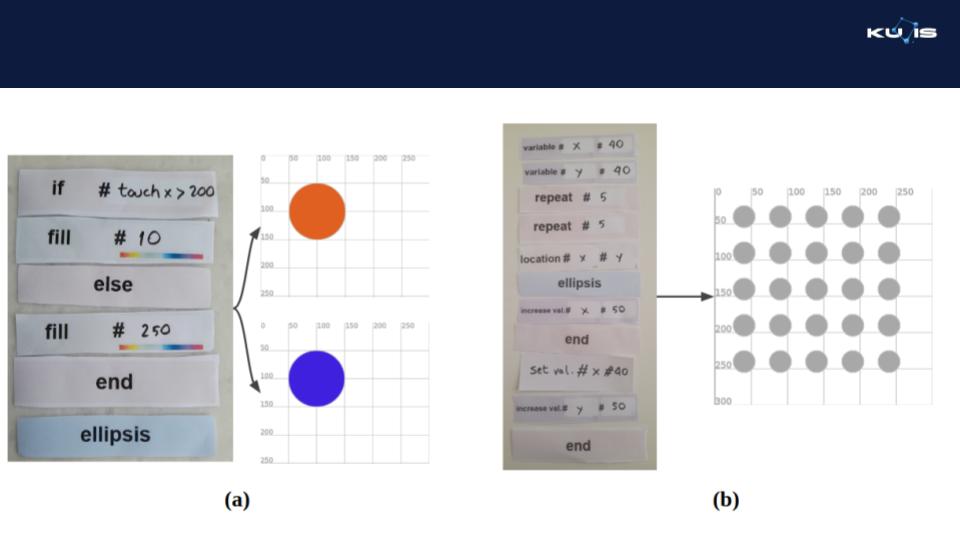 KUIS
if # touch x > 200
fill # 10
else
fill # 250
end
ellipsis
0 50 100 150 200 250
50
100
150
200
250
0 50 100 150 200 250
50
100
150
200
250
(a)
variable # x # 40
variable # y # 40
repeat # 5
repeat # 5
location # x # y
ellipsis
increase val.# x # 50
end
Set val. # x #40
increase val.# y # 50
end
0 50 100 150 200 250
50
100
150
200
250
300
(b)